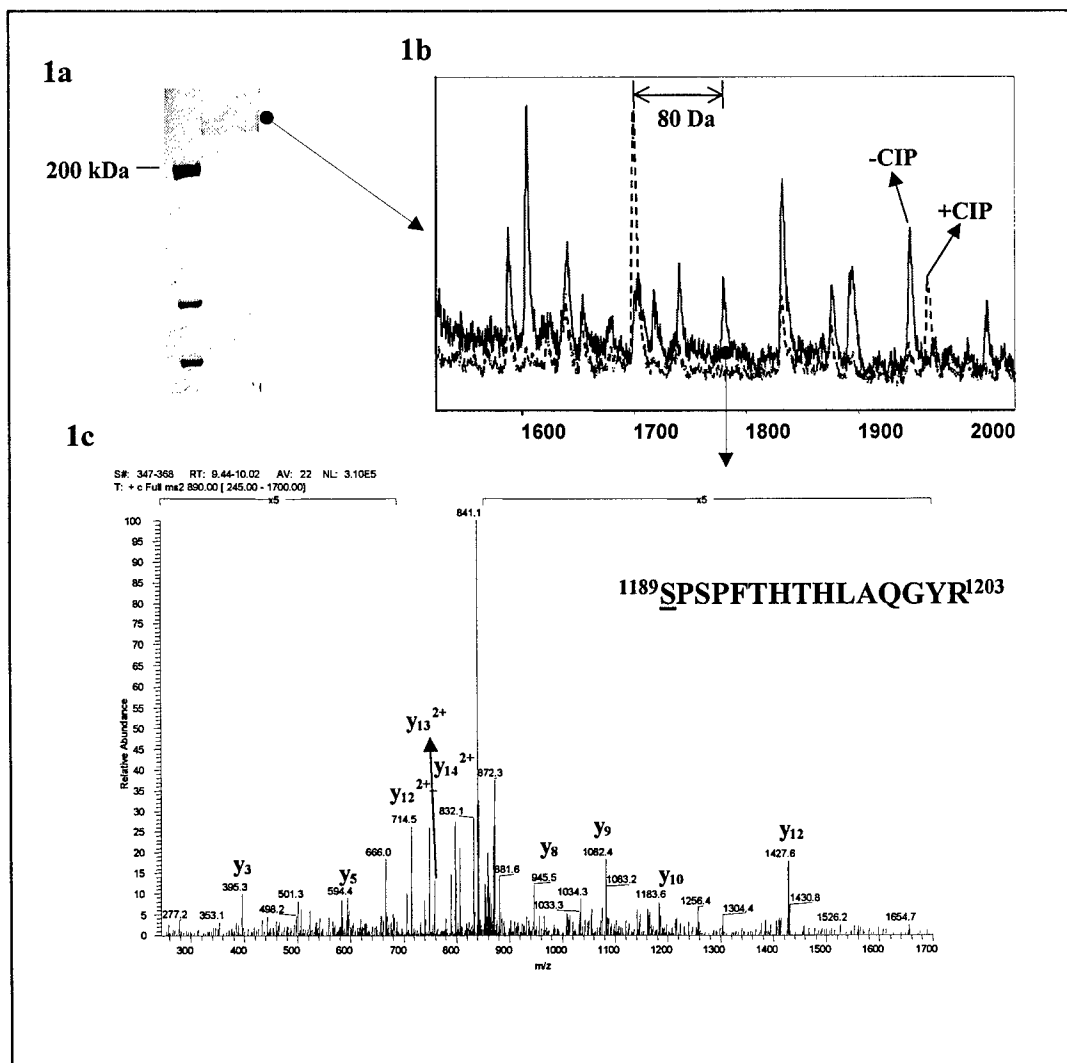 1a
200 kDa
1b
80 Da
-CIP
+CIP
1600 1700 1800 1900 2000
1c
S#: 347-368 RT: 9.44-10.02 AV: 22 NL: 3.10E5
T: + c Full ms2 890.00 [ 245.00 - 1700.00]
x5 x5
841.1
1189SPSPFTHTHLAQGYR1203
Relative Abundance
100
95
90
85
80
75
70
65
60
55
50
45
40
35
30
25
20
15
10
5
0
y13 2+
y14 2+
872.3
y12 2+
832.1
714.5
666.0
y3
395.3
y5
594.4
501.3
498.2
277.2
353.1
881.6
y8
945.5
1034.3
1033.3
y9
1082.4
1083.2
y10
1183.6
1256.4
1304.4
y12
1427.6
1430.8
1526.2
1654.7
300 400 500 600 700 800 900 1000 1100 1200 1300 1400 1500 1600 1700
m/z